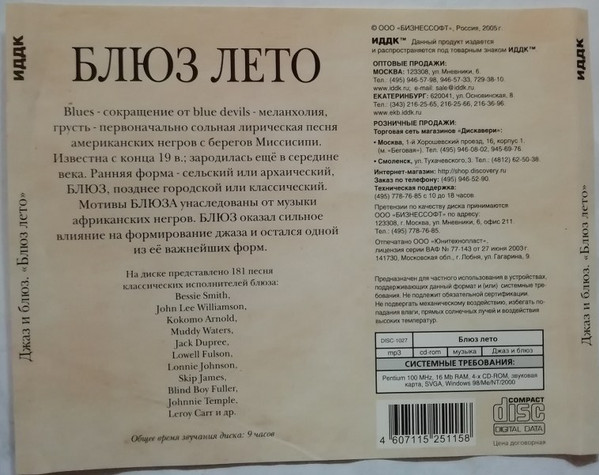 ИДДК
Джаз и блюз. «Блюз лето»
БЛЮЗ ЛЕТО
Blues - сокращение от blue devils - меланхолия,
грусть - первоначально сольная лирическая песня
американских негров с берегов Миссисипи.
Известна с конца 19 в.; зародилась ещё в середине
века. Ранняя форма - сельский или архаический,
БЛЮЗ, позднее городской или классический.
Мотивы БЛЮЗА унаследованы от музыки
африканских негров. БЛЮЗ оказал сильное
влияние на формирование джаза и остался одной
из её важнейших форм.
На диске представлено 181 песня
классических исполнителей блюза:
Bessie Smith,
John Lee Williamson,
Kokomo Arnold,
Muddy Waters,
Jack Dupree,
Lowell Fulson,
Lonnie Johnson,
Skip James,
Blind Boy Fuller,
Johnnie Temple,
Leroy Carr и др.
Общее время звучания диска: 9 часов
© ООО «БИЗНЕССОФТ», Россия, 2005 г.
ИДДК™ Данный продукт издается
и распространяется под товарным знаком ИДДК™
ОПТОВЫЕ ПРОДАЖИ:
МОСКВА: 123308, ул. Мневники, 6.
Тел.: (495) 946-57-98, 946-57-33, 729-38-10.
www.iddk.ru; e-mail: sale@iddk.ru
ЕКАТЕРИНБУРГ: 620041, ул. Основинская, 8.
Тел.: (343) 216-25-65, 216-25-66, 216-36-96.
www.ekb.iddk.ru
РОЗНИЧНЫЕ ПРОДАЖИ:
Торговая сеть магазинов «Дискавери»:
• Москва, 1-й Хорошевский проезд, 16, корпус 1.
(м. «Беговая»). Тел.: (495) 946-08-02, 945-69-76.
• Смоленск, ул. Тухачевского, 3. Тел.: (4812) 62-50-38.
Интернет-магазин: http://shop.discovery.ru
Заказ по телефону: (495) 946-52-90
Техническая поддержка:
(495) 778-76-85 с 10 до 18 часов.
Претензии по качеству диска принимаются
ООО «БИЗНЕССОФТ» по адресу:
123308, г. Москва, ул. Мневники, 6, офис 211
Тел.: (495) 778-76-85.
Отпечатано ООО «Юнитехнопласт»,
лицензия серии ВАФ № 77-143 от 27 июня 2003г.
141730, Московская обл., г. Лобня, ул. Гагарина, 9.
Предназначен для частного использования в устройствах,
поддерживающих данный формат и (или) системные требования.
Не подлежит обязательной сертификации.
Не подвергать механическому воздействию, избегать попадания
влаги, прямых солнечных лучей и воздействия
высоких температур.
DISC-1027 Блюз лето
mp3 cd-rom музыка Джаз и блюз
СИСТЕМНЫЕ ТРЕБОВАНИЯ:
Pentium 100 MHz, 16 Mb RAM, 4-x CD-ROM, звуковая
карта, SVGA, Windows 98/Me/NT/2000
4 607115 251158
COMPACT
disc
DIGITAL DATA
Цена договорная
ИДДК
Джаз и блюз. «Блюз лето»